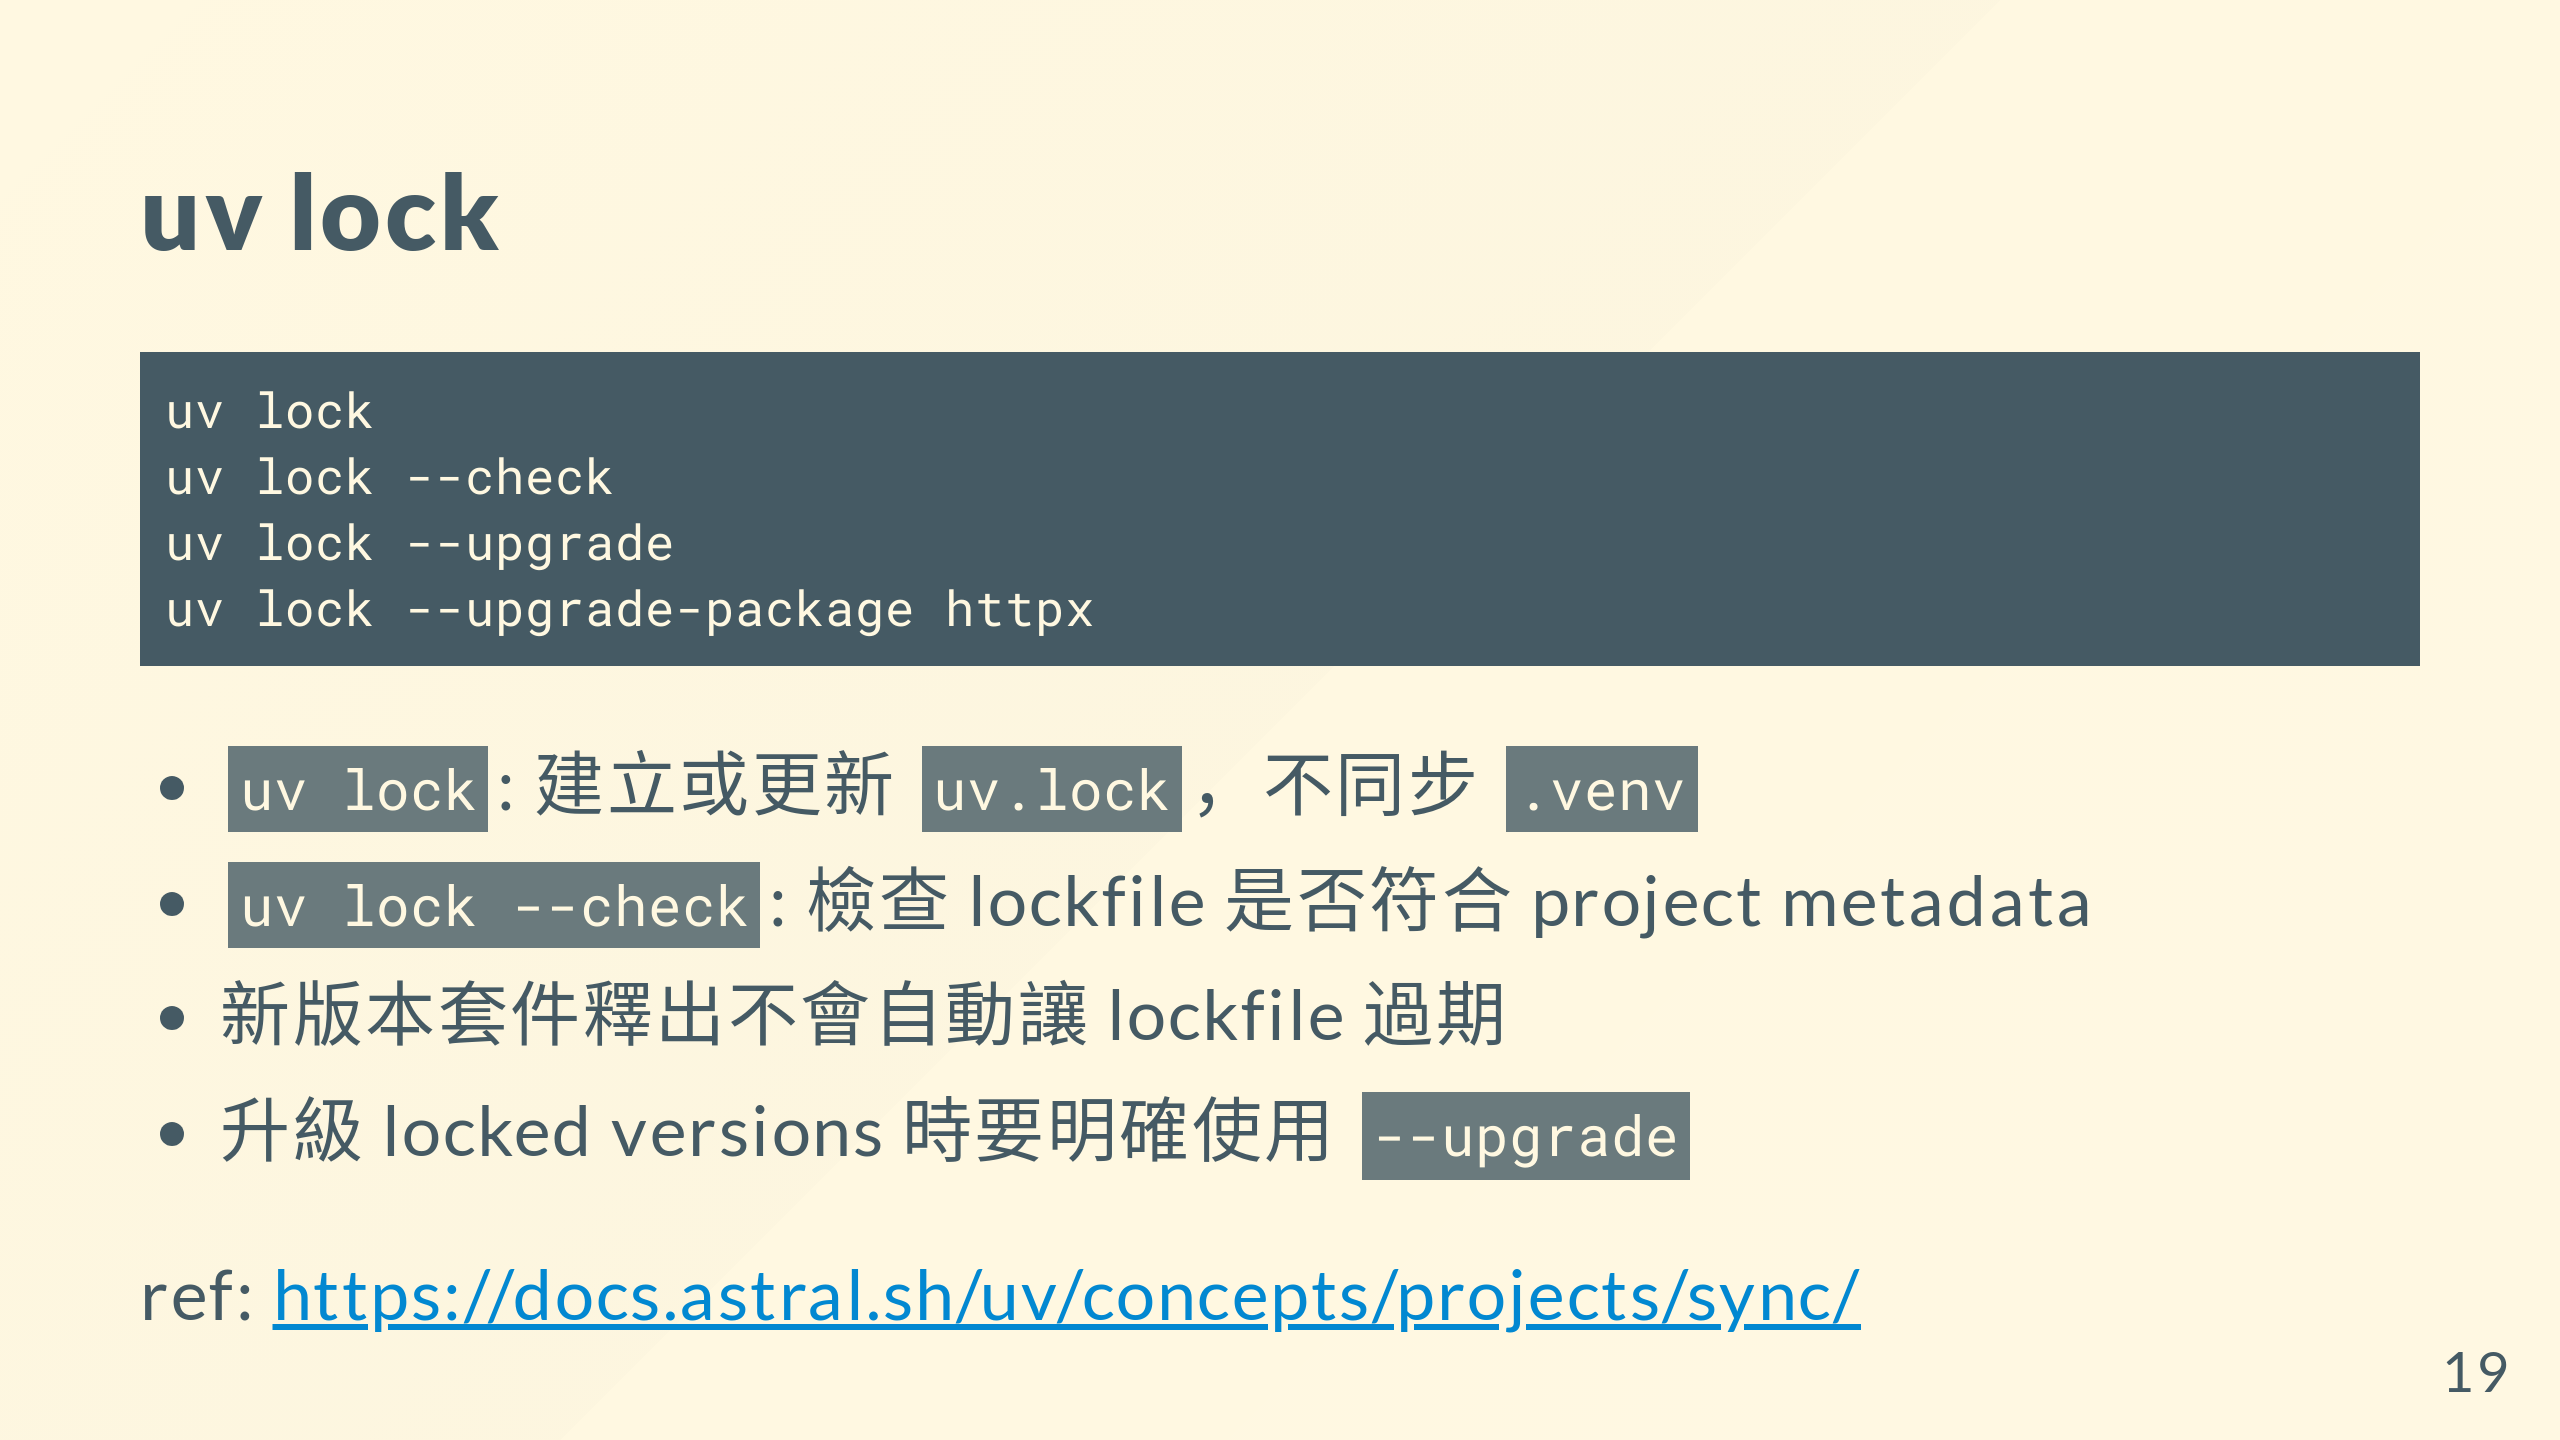 uv lock
uv lock
uv lock --check
uv lock --upgrade
uv lock --upgrade-package httpx
uv lock : 建立或更新 uv.lock ，不同步 .venv
uv lock --check : 檢查 lockfile 是否符合 project metadata
新版本套件釋出不會自動讓 lockfile 過期
升級 locked versions 時要明確使用 --upgrade
ref: https://docs.astral.sh/uv/concepts/projects/sync/
19